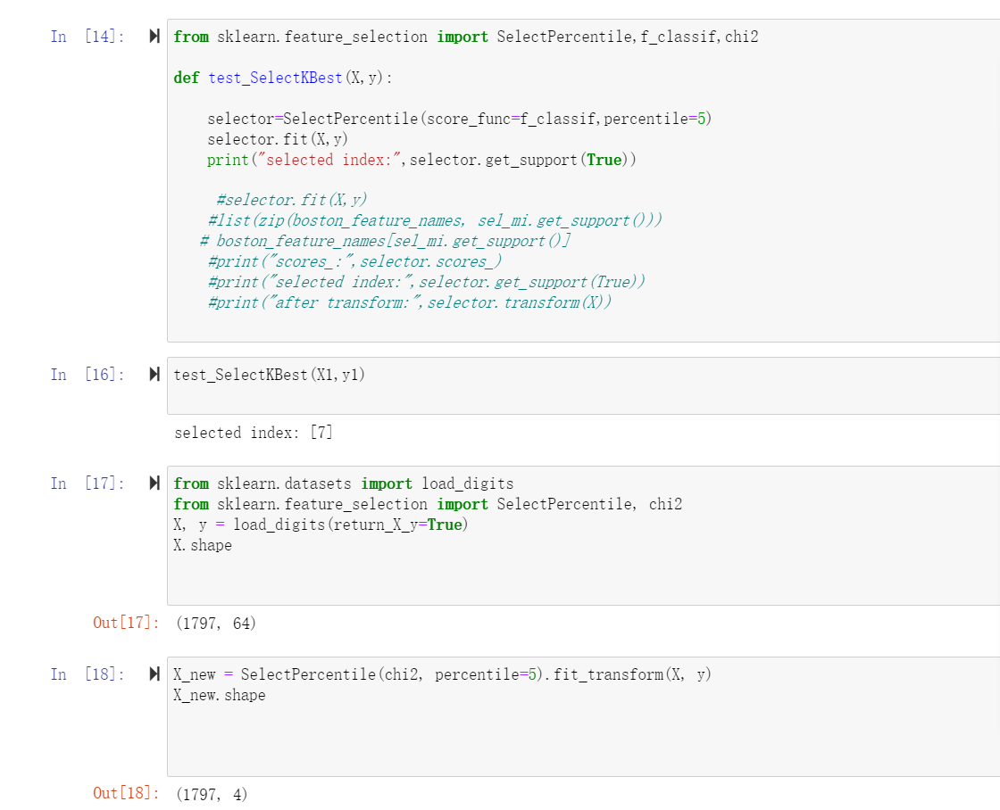 In [14]: from sklearn.feature_selection import SelectPercentile,f_classif,chi2
def test_SelectKBest(X,y):
selector=SelectPercentile(score_func=f_classif,percentile=5)
selector.fit(X,y)
print("selected index:",selector.get_support(True))
#selector.fit(X,y)
#list(zip(boston_feature_names, sel_mi.get_support()))
# boston_feature_names[sel_mi.get_support()]
#print("scores_:",selector.scores_)
#print("selected index:",selector.get_support(True))
#print("after transform:",selector.transform(X))
In [16]: test_SelectKBest(X1,y1)
selected index: [7]
In [17]: from sklearn.datasets import load_digits
from sklearn.feature_selection import SelectPercentile, chi2
X, y = load_digits(return_X_y=True)
X.shape
Out[17]: (1797, 64)
In [18]: X_new = SelectPercentile(chi2, percentile=5).fit_transform(X, y)
X_new.shape
Out[18]: (1797, 4)